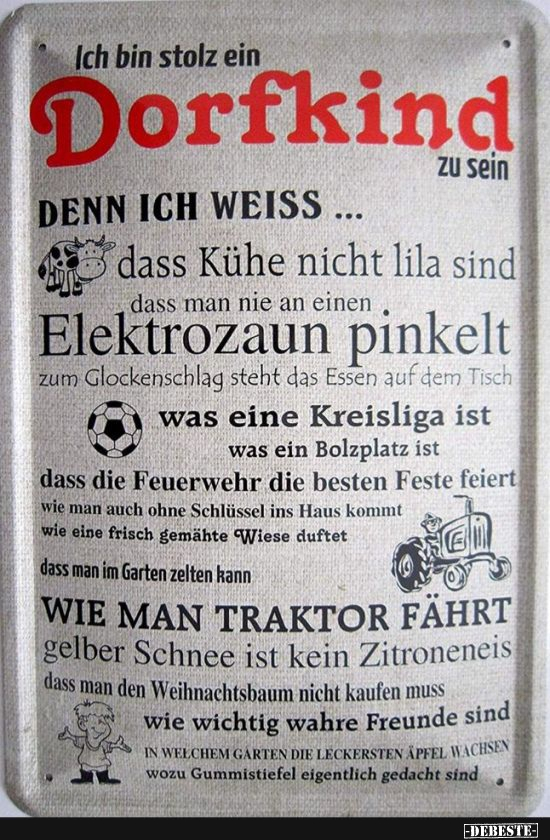 Ich bin stolz ein
Dorfkind
zu sein
DENN ICH WEISS ...
dass Kühe nicht lila sind
dass man nie an einen
Elektrozaun pinkelt
zum Glockenschlag steht das Essen auf dem Tisch
was eine Kreisliga ist
was ein Bolzplatz ist
dass die Feuerwehr die besten Feste feiert
wie man auch ohne Schlüssel ins Haus kommt
wie eine frisch gemähte Wiese duftet
dass man im Garten zelten kann
WIE MAN TRAKTOR FÄHRT
gelber Schnee ist kein Zitroneneis
dass man den Weihnachtsbaum nicht kaufen muss
wie wichtig wahre Freunde sind
IN WELCHEM GARTEN DIE LECKERSTEN ÄPFEL WACHSEN
wozu Gummistiefel eigentlich gedacht sind
-DEBESTE-